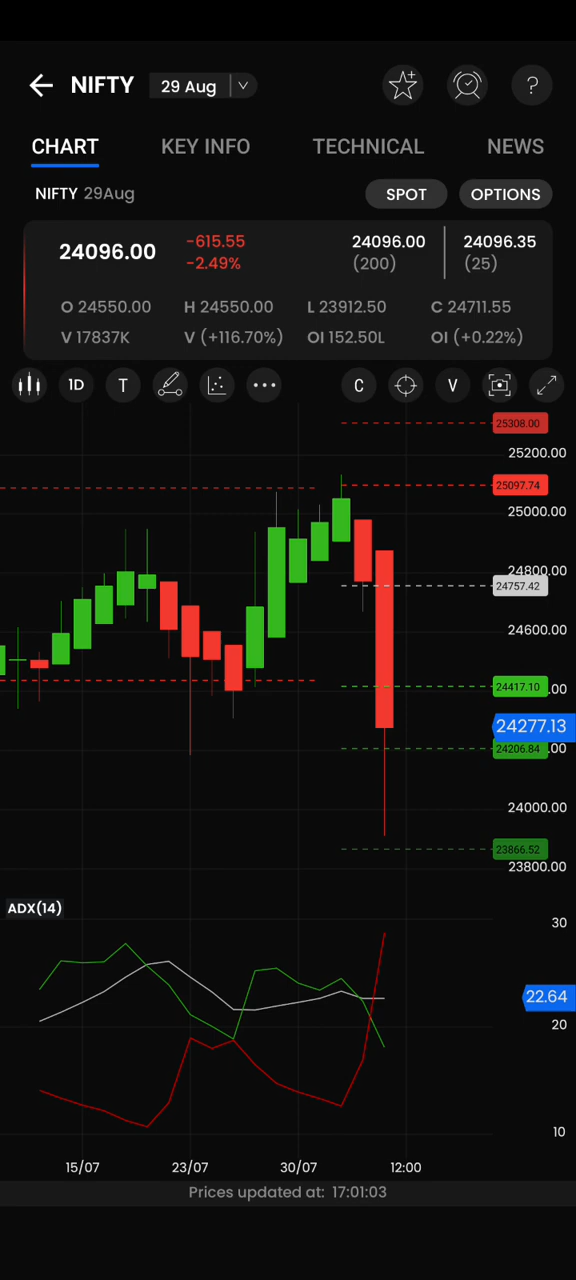 NIFTY 29 Aug
CHART KEY INFO TECHNICAL NEWS
NIFTY 29Aug SPOT OPTIONS
24096.00 -615.55 24096.00 24096.35
-2.49% (200) (25)
O 24550.00 H 24550.00 L 23912.50 C 24711.55
V 17837K V (+116.70%) OI 152.50L OI (+0.22%)
1D T C V
25308.00
25200.00
25097.74
25000.00
24800.00
24757.42
24600.00
24417.10
.00
24277.13
24206.84 .00
24000.00
23866.52
23800.00
ADX(14)
30
22.64
20
10
15/07 23/07 30/07 12:00
Prices updated at: 17:01:03